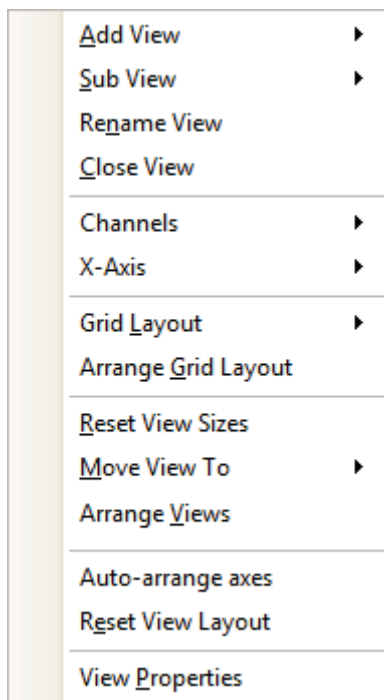 Add View
Sub View
Rename View
Close View
Channels
X-Axis
Grid Layout
Arrange Grid Layout
Reset View Sizes
Move View To
Arrange Views
Auto-arrange axes
Reset View Layout
View Properties